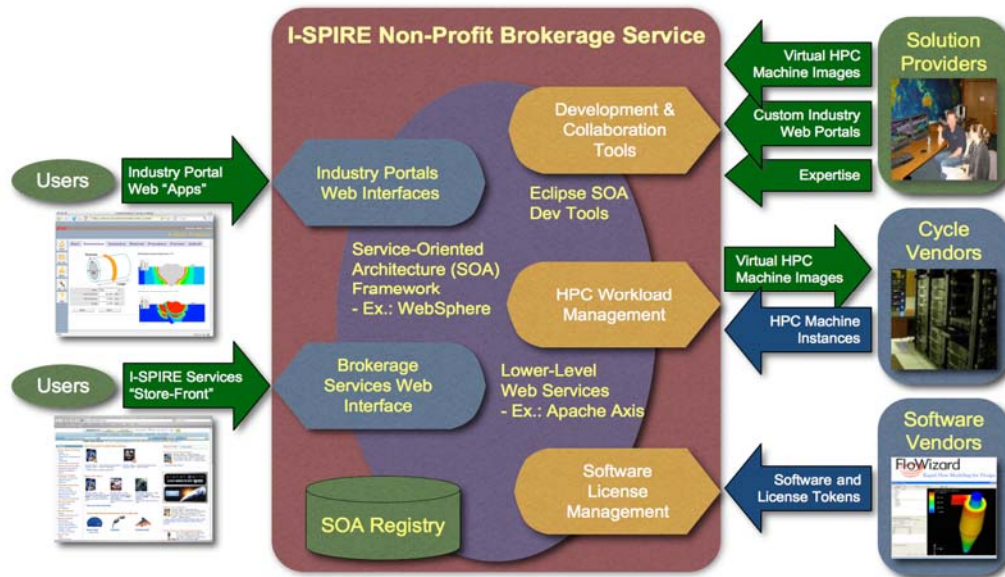 I-SPIRE Non-Profit Brokerage Service
Users
Industry Portal
Web "Apps"
Industry Portals
Web Interfaces
Service-Oriented
Architecture (SOA)
Framework
- Ex.: WebSphere
Users
I-SPIRE Services
"Store-Front"
Brokerage
Services Web
Interface
SOA Registry
Development &
Collaboration
Tools
Eclipse SOA
Dev Tools
HPC Workload
Management
Lower-Level
Web Services
- Ex.: Apache Axis
Software
License
Management
Virtual HPC
Machine Images
Custom Industry
Web Portals
Expertise
Solution
Providers
Virtual HPC
Machine Images
HPC Machine
Instances
Cycle
Vendors
Software and
License Tokens
Software
Vendors
FloWizard